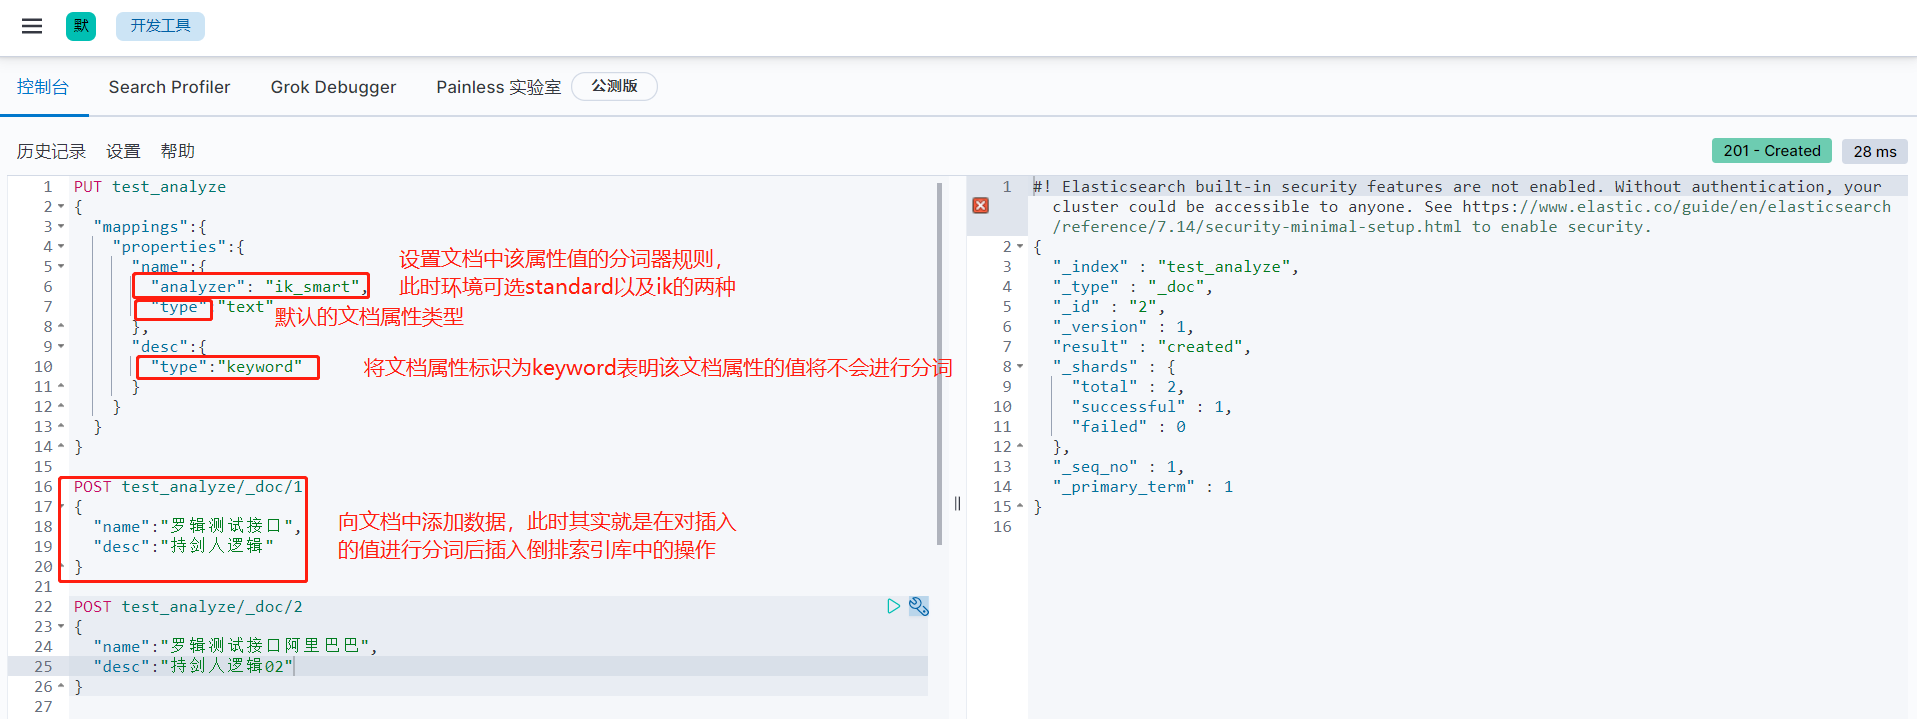 默 开发工具
控制台 Search Profiler Grok Debugger Painless 实验室 公测版
历史记录 设置 帮助
201 - Created 28 ms
1 PUT test_analyze
2 {
3 "mappings":{
4 "properties":{
5 "name":{
6 "analyzer": "ik_smart",
7 "type" "text"
8 },
9 "desc":{
10 "type":"keyword"
11 }
12 }
13 }
14 }
15
16 POST test_analyze/_doc/1
17 {
18 "name":"罗辑测试接口",
19 "desc":"持剑人逻辑"
20 }
21
22 POST test_analyze/_doc/2
23 {
24 "name":"罗辑测试接口阿里巴巴",
25 "desc":"持剑人逻辑02"
26 }
27
设置文档中该属性值的分词器规则，
此时环境可选standard以及ik的两种
默认的文档属性类型
将文档属性标识为keyword表明该文档属性的值将不会进行分词
向文档中添加数据，此时其实就是在对插入
的值进行分词后插入倒排索引库中的操作
1 #! Elasticsearch built-in security features are not enabled. Without authentication, your
cluster could be accessible to anyone. See https://www.elastic.co/guide/en/elasticsearch
/reference/7.14/security-minimal-setup.html to enable security.
2 {
3 "_index" : "test_analyze",
4 "_type" : "_doc",
5 "_id" : "2",
6 "_version" : 1,
7 "result" : "created",
8 "_shards" : {
9 "total" : 2,
10 "successful" : 1,
11 "failed" : 0
12 },
13 "_seq_no" : 1,
14 "_primary_term" : 1
15 }
16